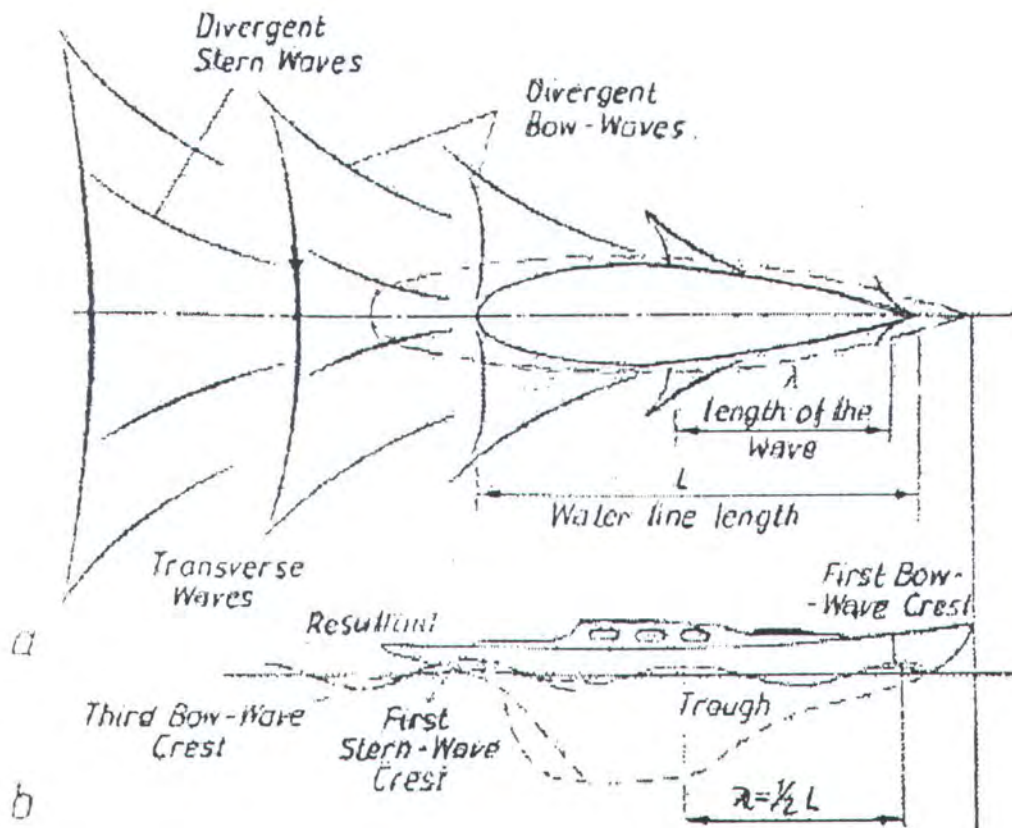 Divergent
Stern Waves
Divergent
Bow-Waves
λ
length of the
wave
L
Water line length
Transverse
Waves
First Bow-
-Wave Crest
a
Resultant
Third Bow-Wave
Crest
First
Stern-Wave
Crest
Trough
λ=½ L
b